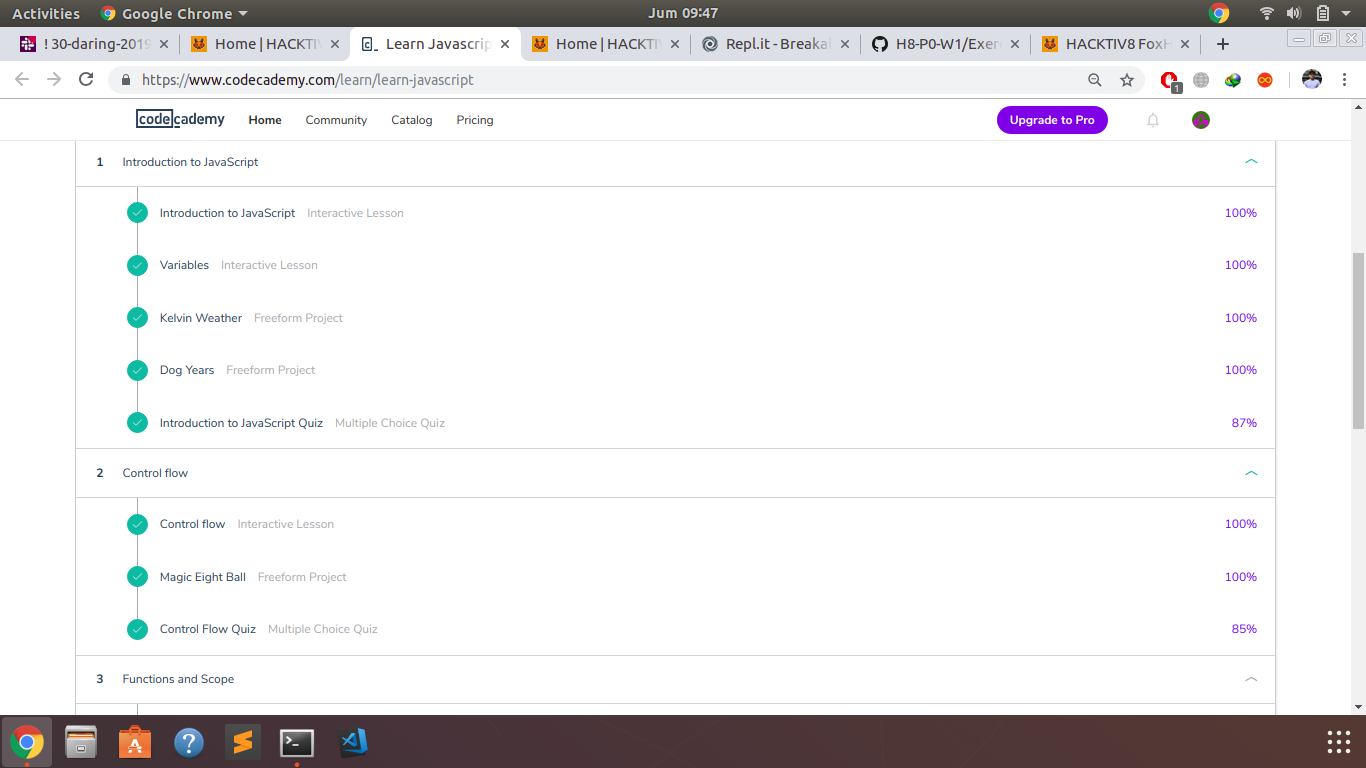 Activities Google Chrome Jum 09:47
! 30-daring-2019 Home | HACKTIV Learn Javascrip Home | HACKTIV Repl.it - Breakal H8-P0-W1/Exer HACKTIV8 FoxH
https://www.codecademy.com/learn/learn-javascript 1
codecademy Home Community Catalog Pricing Upgrade to Pro
1 Introduction to JavaScript
Introduction to JavaScript Interactive Lesson 100%
Variables Interactive Lesson 100%
Kelvin Weather Freeform Project 100%
Dog Years Freeform Project 100%
Introduction to JavaScript Quiz Multiple Choice Quiz 87%
2 Control flow
Control flow Interactive Lesson 100%
Magic Eight Ball Freeform Project 100%
Control Flow Quiz Multiple Choice Quiz 85%
3 Functions and Scope